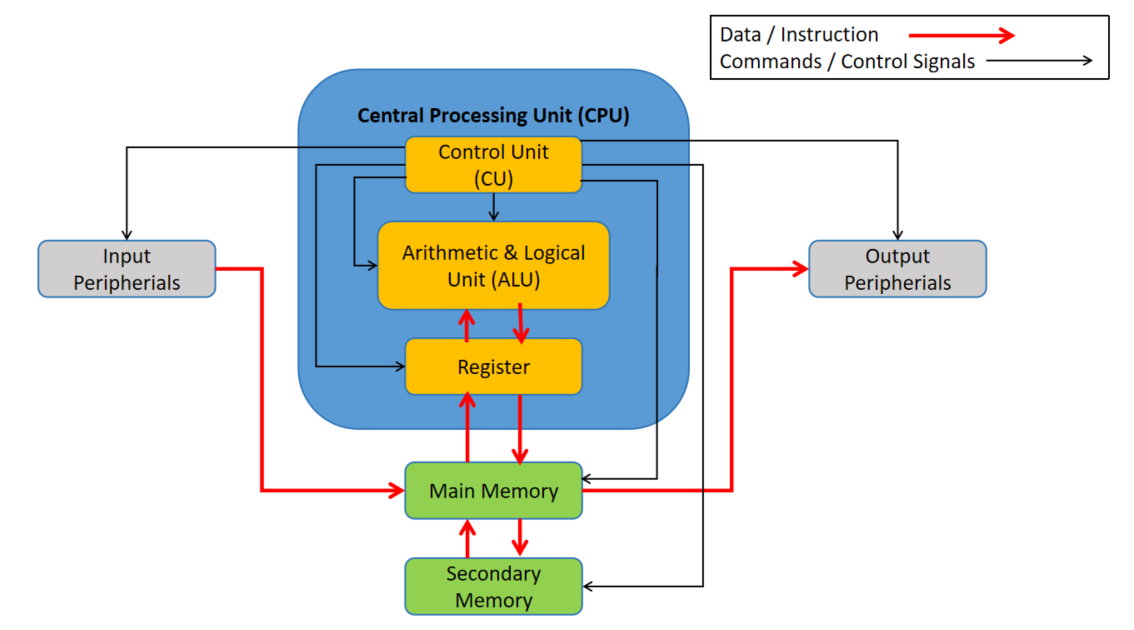 Data / Instruction
Commands / Control Signals
Central Processing Unit (CPU)
Control Unit
(CU)
Input
Peripherials
Arithmetic & Logical
Unit (ALU)
Output
Peripherials
Register
Main Memory
Secondary
Memory